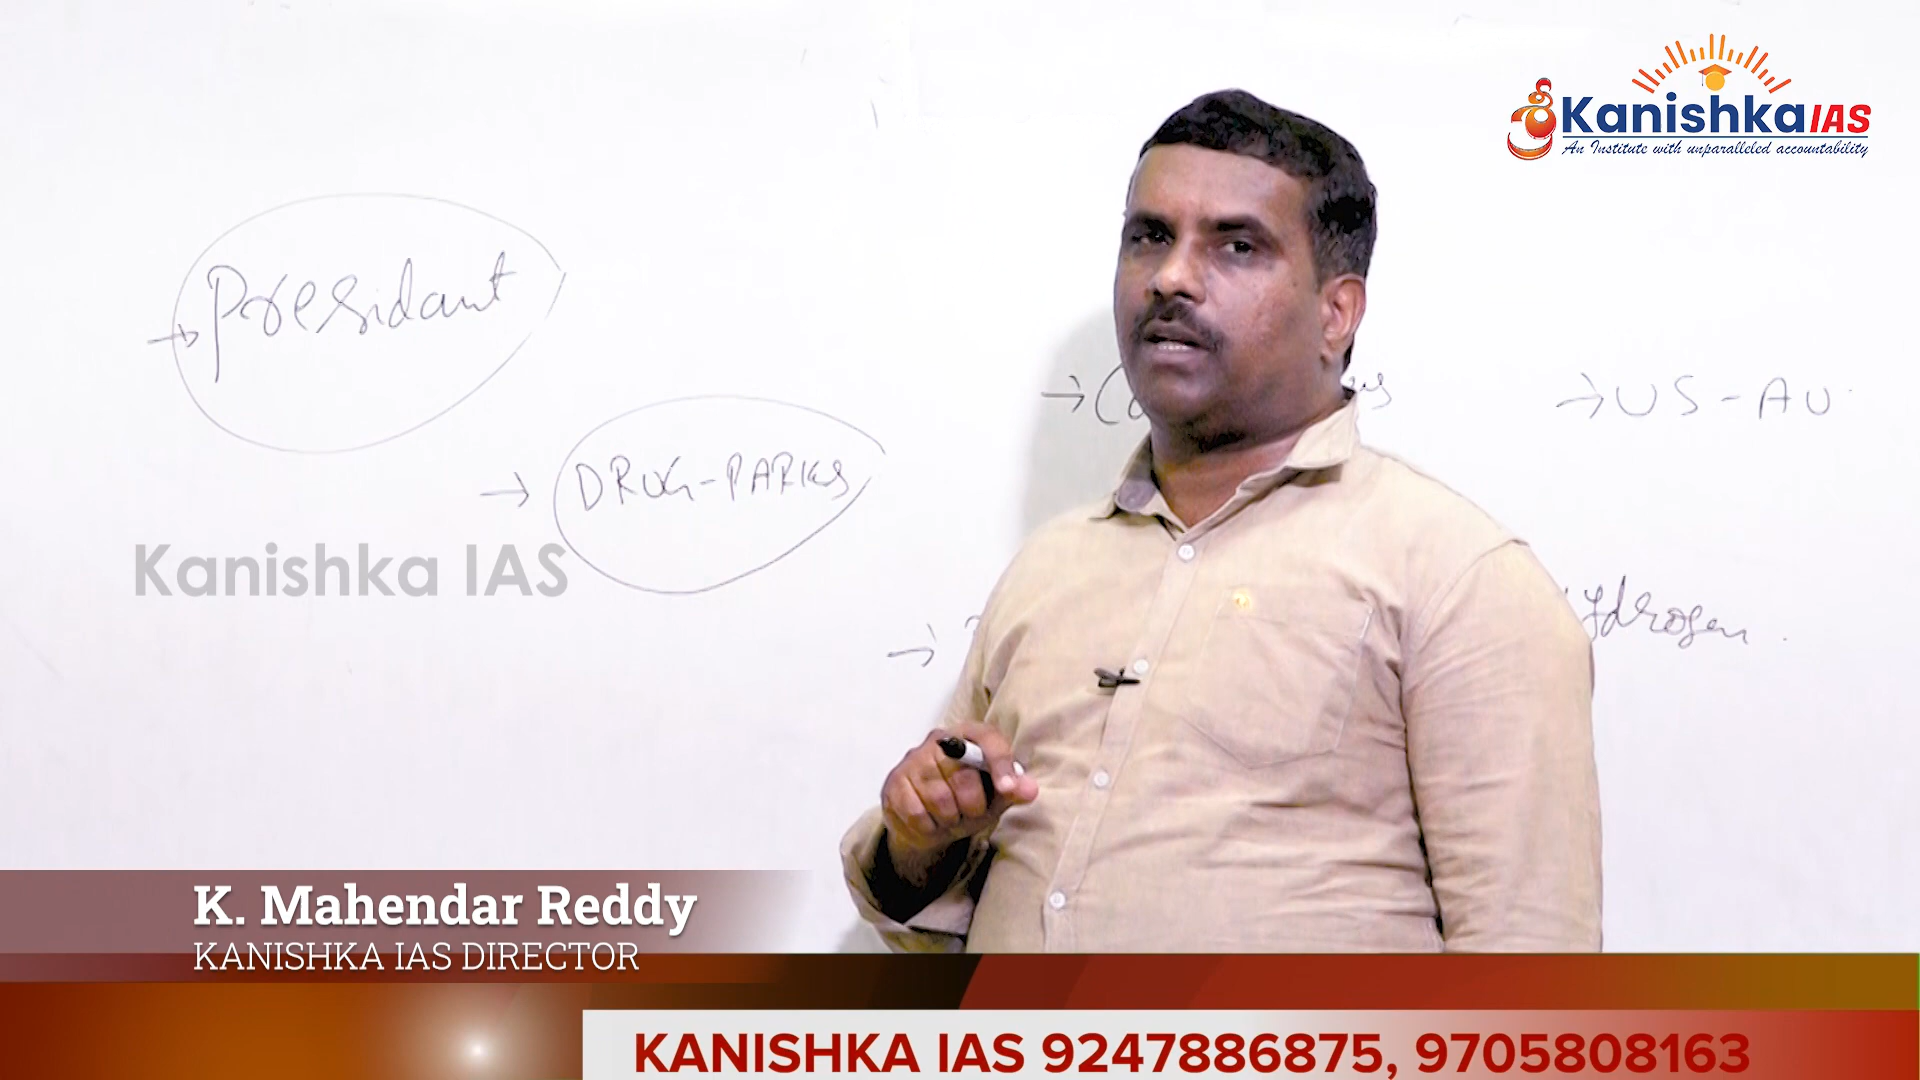 Kanishka IAS
An Institute with unparalleled accountability
→ Presidant
→ US-AU
→ DRUG-PARKS
Kanishka IAS
→
K. Mahendar Reddy
KANISHKA IAS DIRECTOR
KANISHKA IAS 9247886875, 9705808163